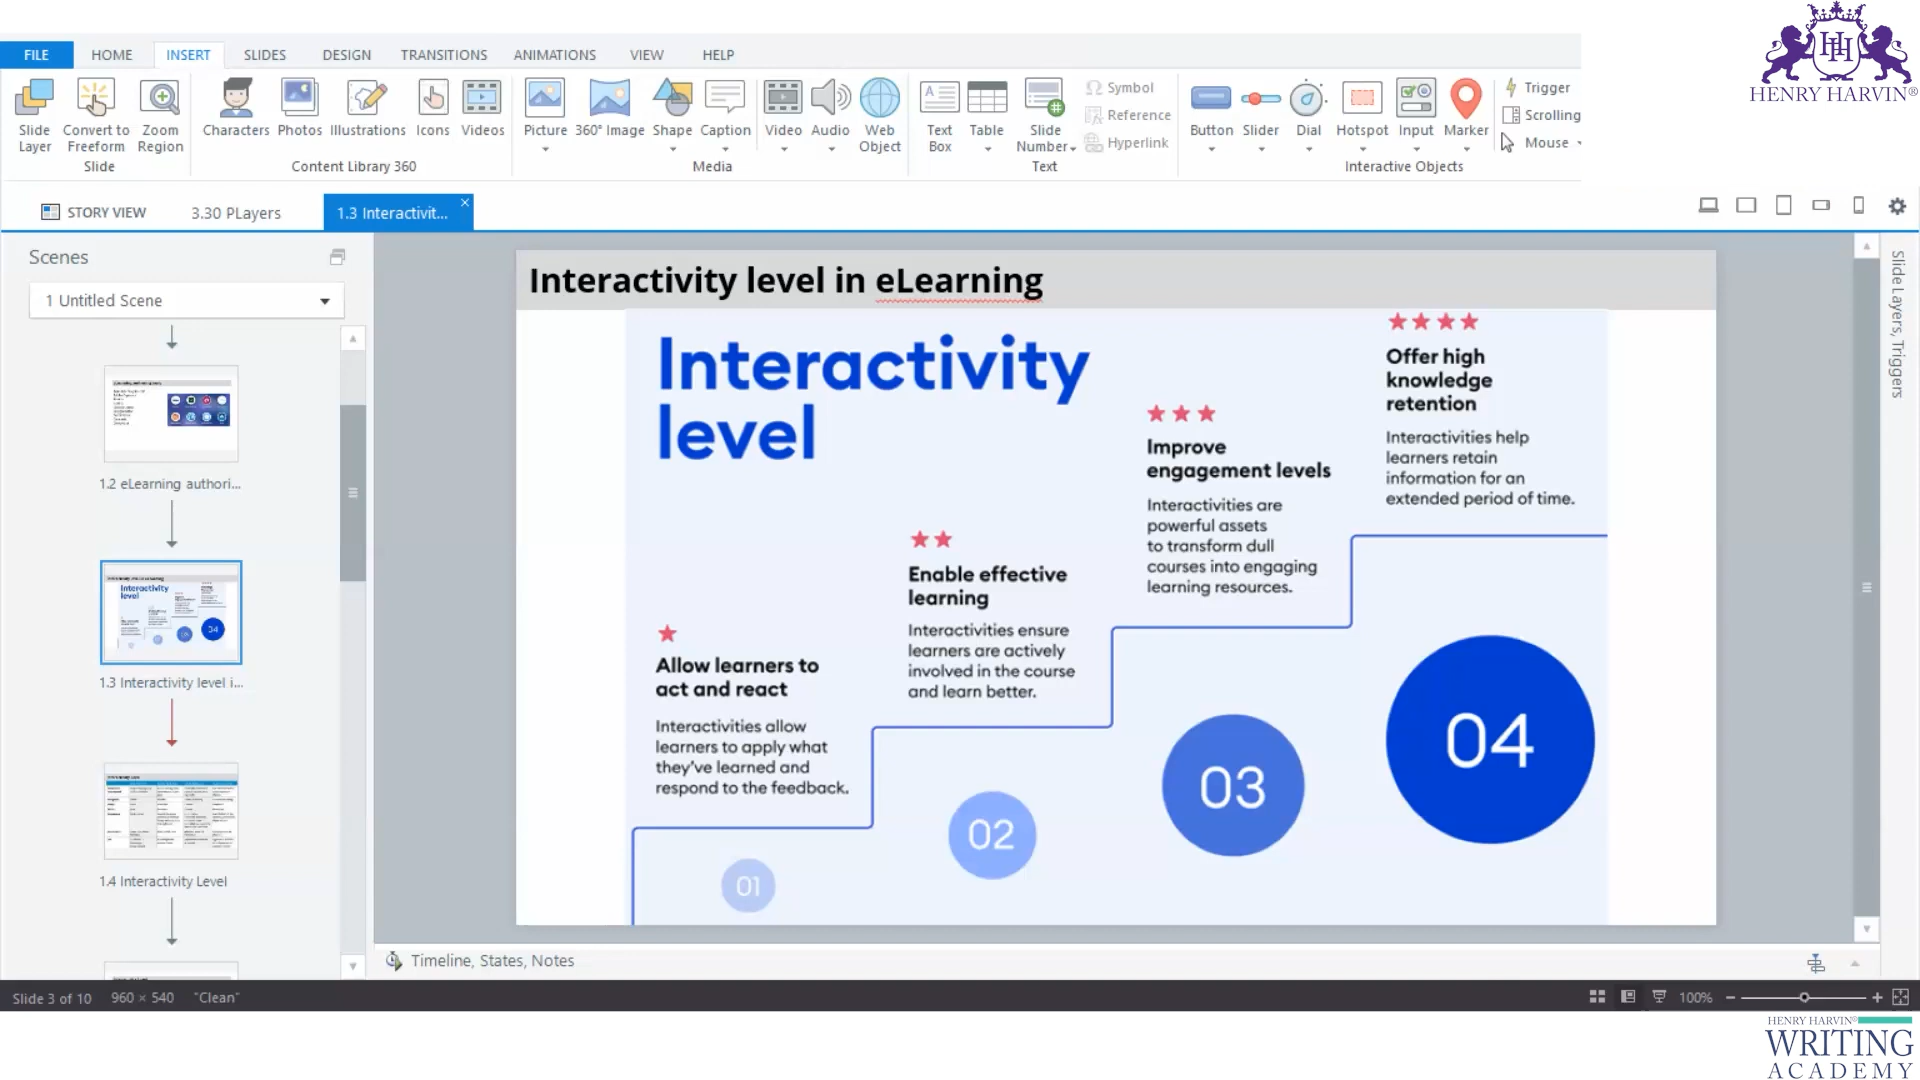 HENRY HARVIN®
FILE HOME INSERT SLIDES DESIGN TRANSITIONS ANIMATIONS VIEW HELP
Slide Layer
Convert to Freeform
Zoom Region
Characters
Photos
Illustrations
Icons
Videos
Picture
360° Image
Shape
Caption
Video
Audio
Web Object
Text Box
Table
Slide Number
Symbol
Reference
Hyperlink
Button
Slider
Dial
Hotspot
Input
Marker
Trigger
Scrolling
Mouse
Slide
Content Library 360
Media
Text
Interactive Objects
STORY VIEW
3.30 PLayers
1.3 Interactivit...
Scenes
1 Untitled Scene
1.2 eLearning authori...
Interactivity level
04
1.3 Interactivity level i...
1.4 Interactivity Level
Interactivity level in eLearning
Interactivity
level
Allow learners to
act and react
Interactivities allow
learners to apply what
they've learned and
respond to the feedback.
01
Enable effective
learning
Interactivities ensure
learners are actively
involved in the course
and learn better.
02
Improve
engagement levels
Interactivities are
powerful assets
to transform dull
courses into engaging
learning resources.
03
Offer high
knowledge
retention
Interactivities help
learners retain
information for an
extended period of time.
04
Slide Layers, Triggers
Timeline, States, Notes
Slide 3 of 10 960 × 540 "Clean"
100%
HENRY HARVIN®
WRITING
ACADEMY